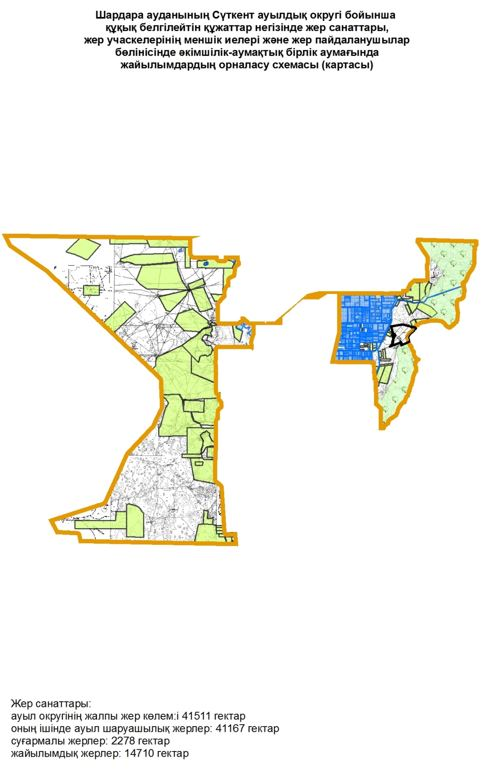 Шардара ауданының Сүткент ауылдық округі бойынша
құқық белгілейтін құжаттар негізінде жер санаттары,
жер учаскелерінің меншік иелері және жер пайдаланушылар
бөлінісінде әкімшілік-аумақтық бірлік аумағында
жайылымдардың орналасу схемасы (картасы)
Жер санаттары:
ауыл округінің жалпы жер көлем:і 41511 гектар
оның ішінде ауыл шаруашылық жерлер: 41167 гектар
суғармалы жерлер: 2278 гектар
жайылымдық жерлер: 14710 гектар